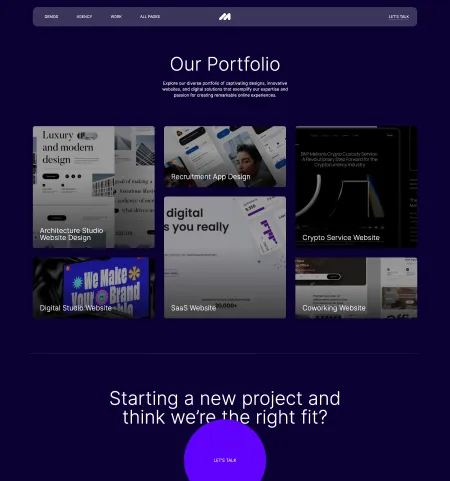 DEMOS
AGENCY
WORK
ALL PAGES
LET'S TALK
Our Portfolio
Explore our diverse portfolio of captivating designs, innovative
websites, and digital solutions that exemplify our expertise and
passion for creating remarkable online experiences.
Luxury
and modern
design
Architecture Studio
Website Design
Recruitment App Design
digital
s you really
SaaS Website
Crypto Service Website
We Make
Your Brand
Digital Studio Website
Coworking Website
Starting a new project and
think we're the right fit?
LET'S TALK